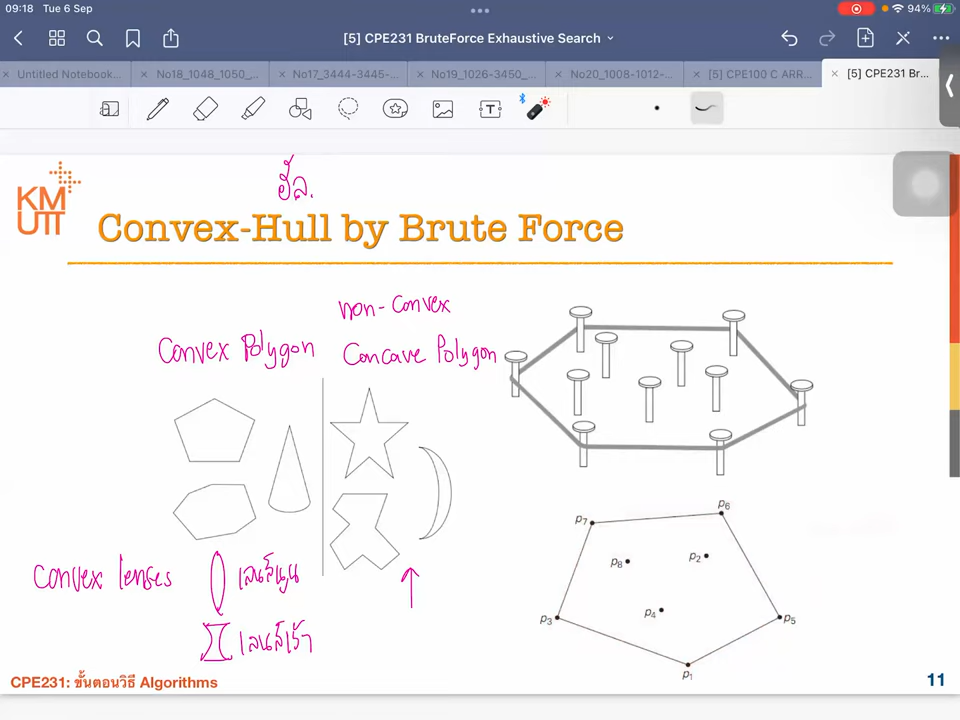 09:18 Tue 6 Sep
94%
[5] CPE231 BruteForce Exhaustive Search
Untitled Notebook...
No18_1048_1050_...
No17_3444-3445-...
No19_1026-3450_...
No20_1008-1012-...
[5] CPE100 C ARR...
[5] CPE231 Br...
T
KMUTT
ฮัล.
Convex-Hull by Brute Force
non-Convex
Convex Polygon
Concave Polygon
p6
p7
p8
p2
p4
p3
p5
p1
Convex lenses
เลนส์นูน
เลนส์เว้า
CPE231: ขั้นตอนวิธี Algorithms
11